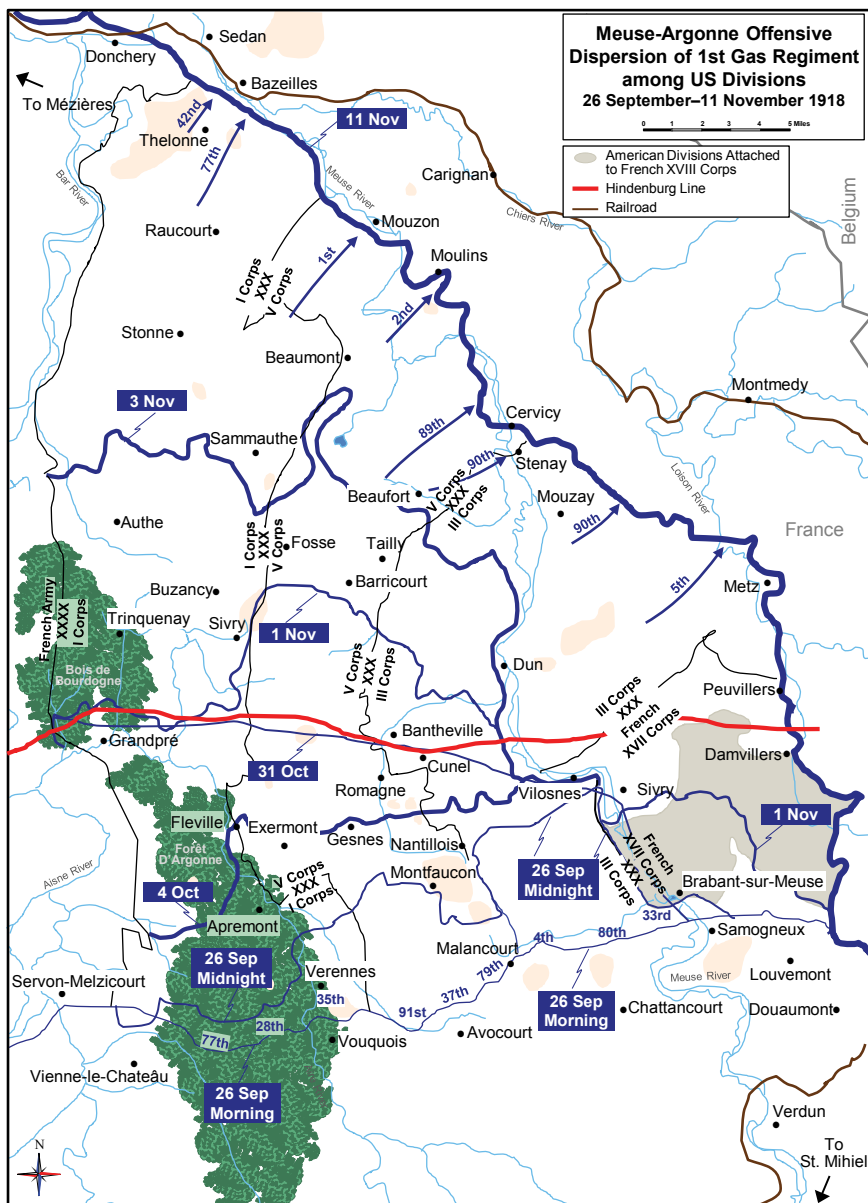 Meuse-Argonne Offensive
Dispersion of 1st Gas Regiment
among US Divisions
26 September–11 November 1918
0 1 2 3 4 5 Miles
American Divisions Attached
to French XVIII Corps
Hindenburg Line
Railroad
Sedan
Donchery
Bazeilles
To Mézières
42nd
Thelonne
77th
11 Nov
Bar River
Meuse River
Carignan
Chiers River
Belgium
Raucourt
Mouzon
I Corps
XXX
V Corps
1st
Moulins
2nd
Stonne
Beaumont
3 Nov
Montmedy
Sammauthe
89th
Cervicy
90th
Stenay
Beaufort
V Corps
XXX
III Corps
Mouzay
Loison River
Authe
90th
France
I Corps
XXX
V Corps
Fosse
Tailly
Barricourt
Buzancy
5th
Metz
French Army
XXXX
I Corps
Trinquenay
Sivry
1 Nov
Bois de
Bourdogne
Dun
V Corps
XXX
III Corps
III Corps
XXX
French
XVII Corps
Peuvillers
Grandpré
Bantheville
Damvillers
31 Oct
Cunel
Romagne
Vilosnes
Sivry
1 Nov
Fleville
Exermont
Gesnes
Nantillois
Forêt
D'Argonne
Aisne River
V Corps
XXX
I Corps
Montfaucon
26 Sep
Midnight
French
XVII Corps
XXX
III Corps
Brabant-sur-Meuse
4 Oct
Apremont
33rd
26 Sep
Midnight
Malancourt
4th
80th
Samogneux
Servon-Melzicourt
Verennes
35th
79th
37th
91st
Meuse River
Louvemont
26 Sep
Morning
Chattancourt
Douaumont
28th
77th
Vouquois
Avocourt
Vienne-le-Chateâu
26 Sep
Morning
Verdun
N
To
St. Mihiel